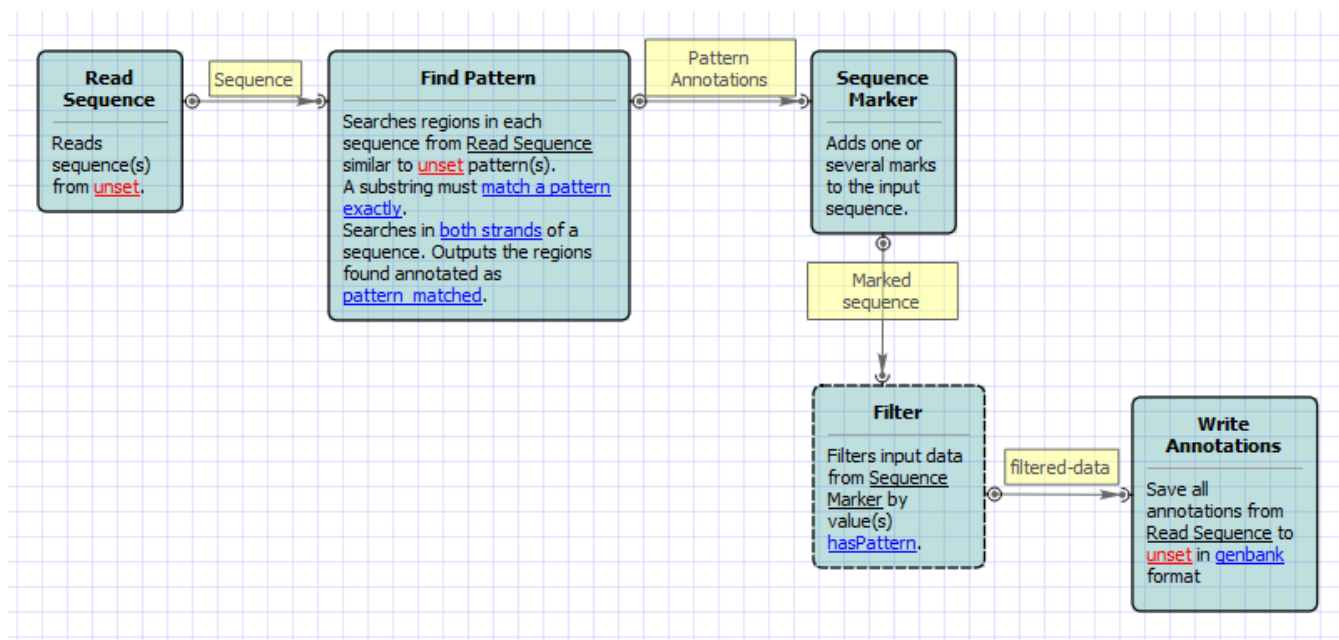 Read
Sequence
Reads
sequence(s)
from unset.
Sequence
Find Pattern
Searches regions in each
sequence from Read Sequence
similar to unset pattern(s).
A substring must match a pattern
exactly.
Searches in both strands of a
sequence. Outputs the regions
found annotated as
pattern_matched.
Pattern
Annotations
Sequence
Marker
Adds one or
several marks
to the input
sequence.
Marked
sequence
Filter
Filters input data
from Sequence
Marker by
value(s)
hasPattern.
filtered-data
Write
Annotations
Save all
annotations from
Read Sequence to
unset in genbank
format